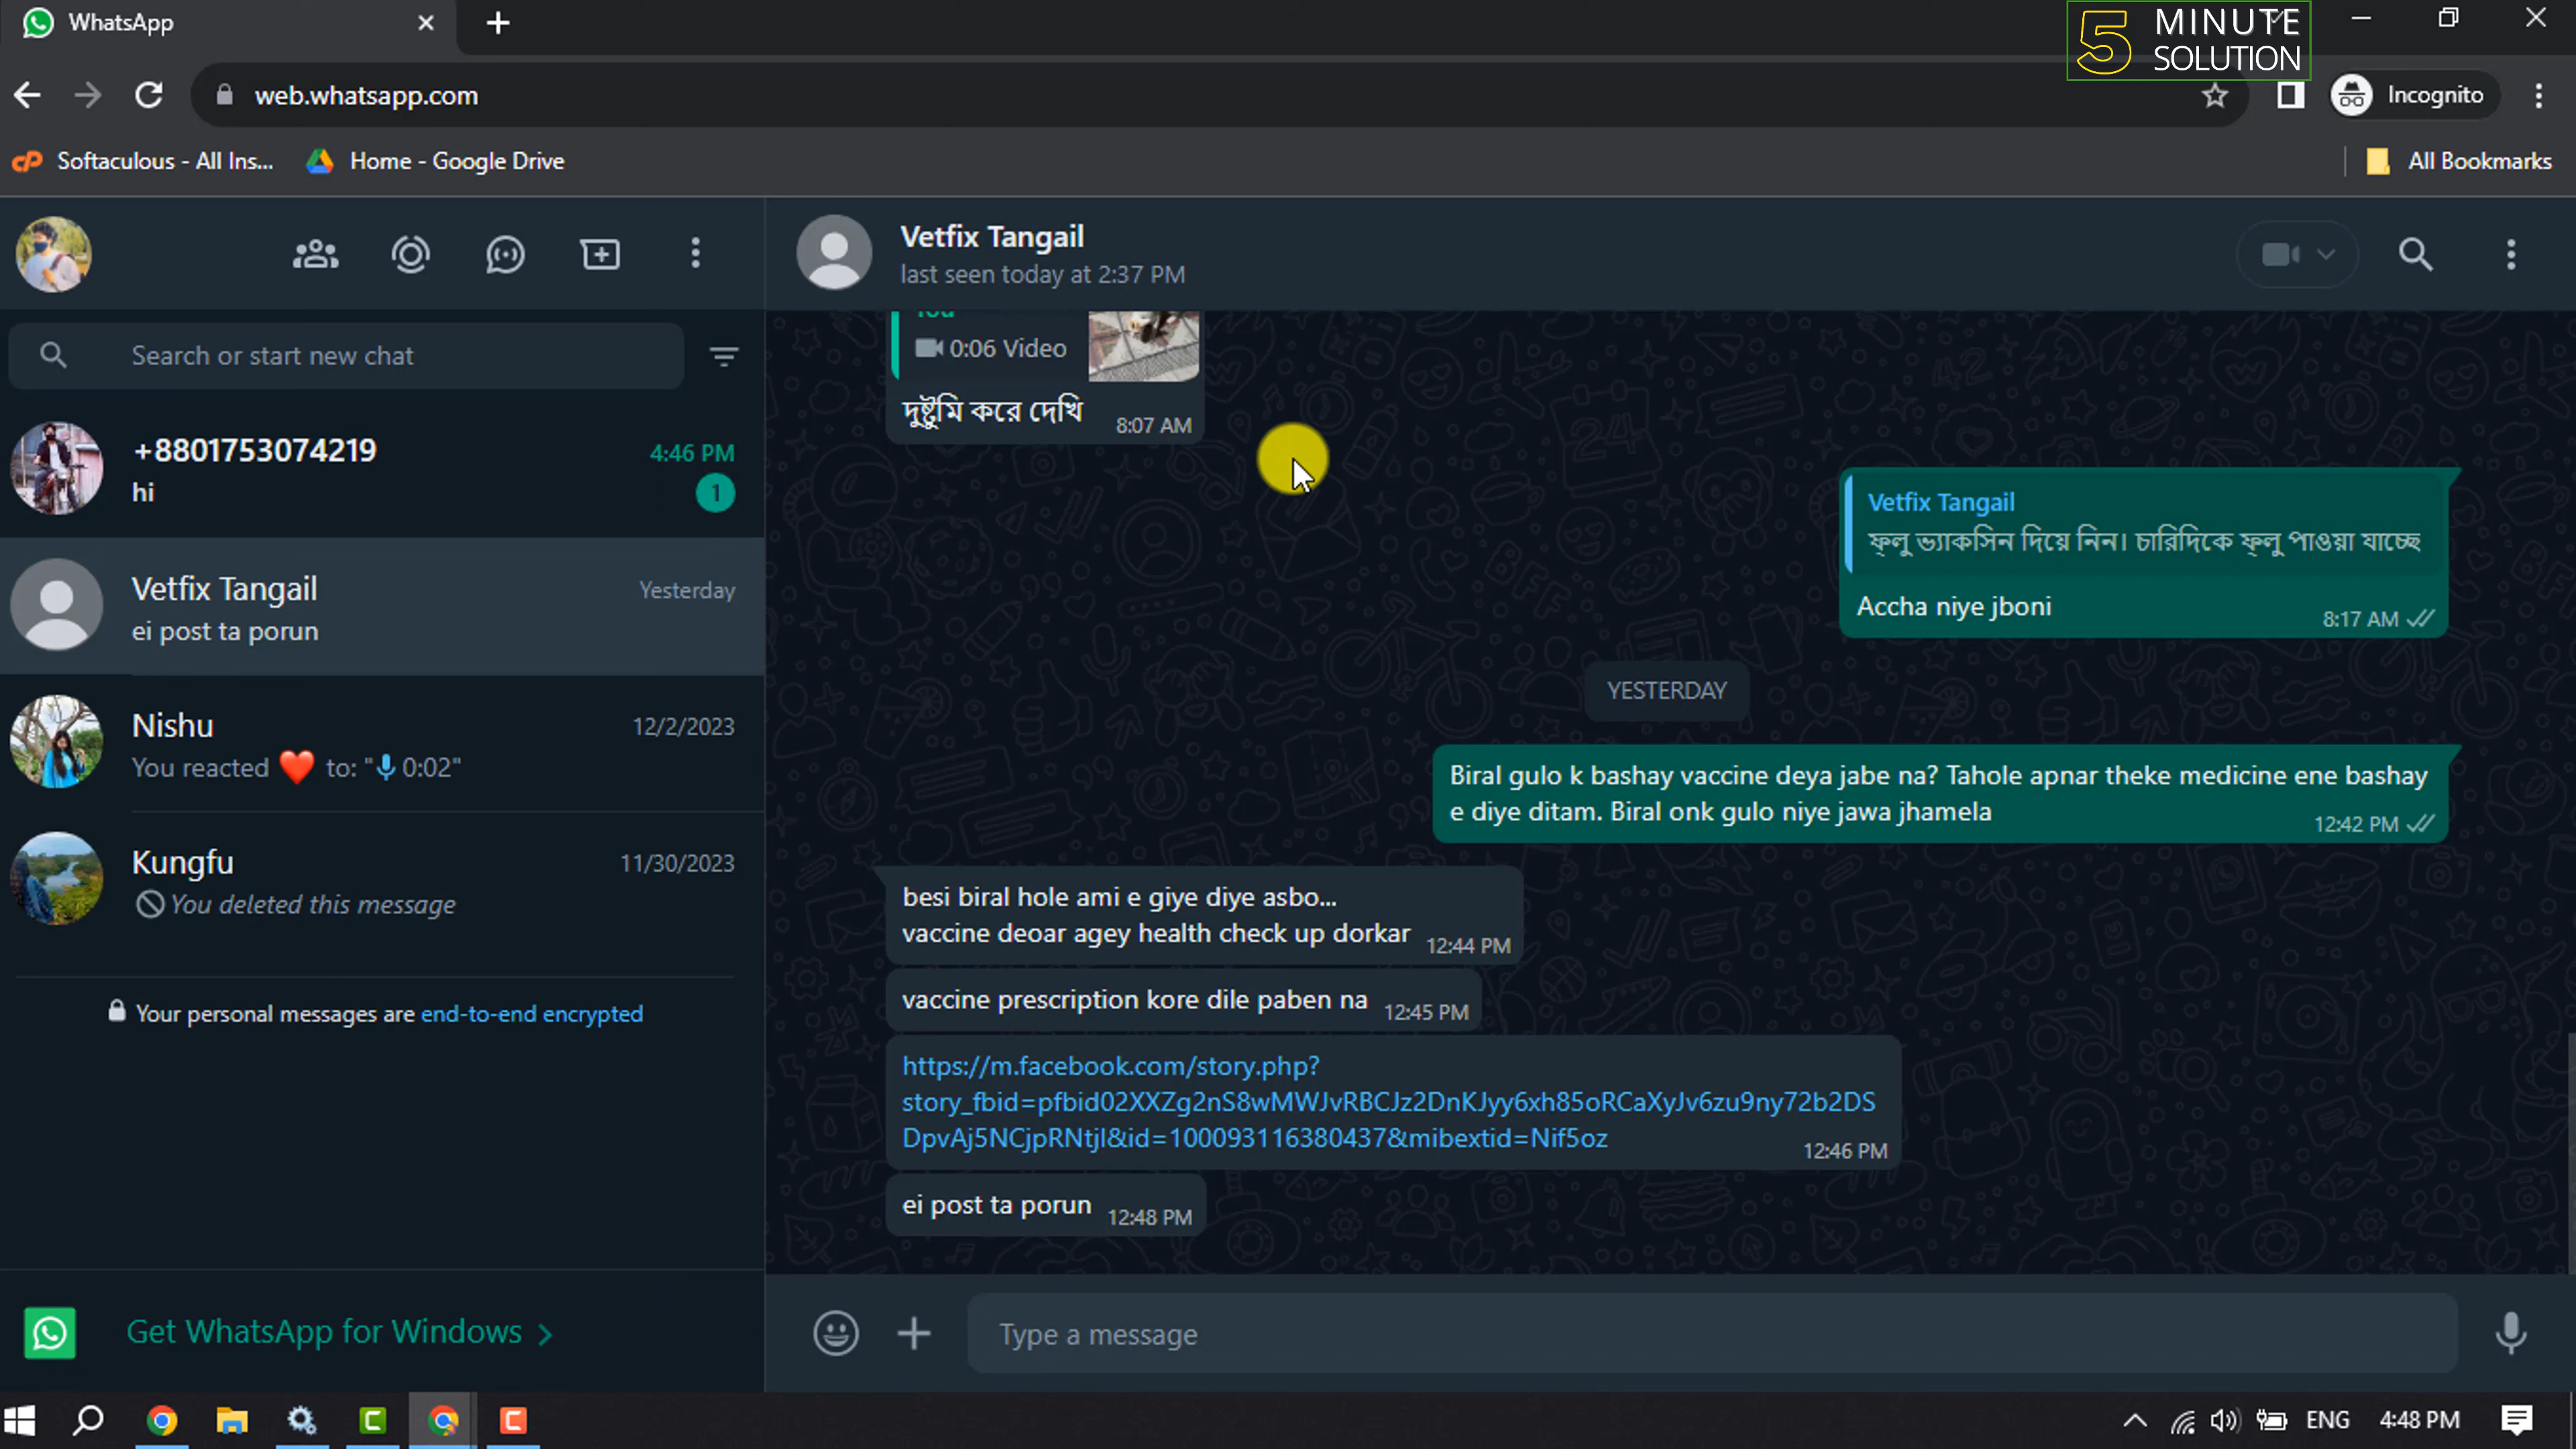 WhatsApp
5 MINUTE
SOLUTION
web.whatsapp.com
Incognito
Softaculous - All Ins...
Home - Google Drive
All Bookmarks
Vetfix Tangail
last seen today at 2:37 PM
Search or start new chat
+8801753074219
4:46 PM
hi
1
Vetfix Tangail
Yesterday
ei post ta porun
Nishu
12/2/2023
You reacted ❤️ to: "0:02"
Kungfu
11/30/2023
You deleted this message
Your personal messages are end-to-end encrypted
Get WhatsApp for Windows
You
0:06 Video
দুষ্টুমি করে দেখি
8:07 AM
Vetfix Tangail
ফ্লু ভ্যাকসিন দিয়ে নিন। চারিদিকে ফ্লু পাওয়া যাচ্ছে
Accha niye jboni
8:17 AM
YESTERDAY
Biral gulo k bashay vaccine deya jabe na? Tahole apnar theke medicine ene bashay
e diye ditam. Biral onk gulo niye jawa jhamela
12:42 PM
besi biral hole ami e giye diye asbo...
vaccine deoar agey health check up dorkar
12:44 PM
vaccine prescription kore dile paben na
12:45 PM
https://m.facebook.com/story.php?
story_fbid=pfbid02XXZg2nS8wMWJvRBCJz2DnKJyy6xh85oRCaXyJv6zu9ny72b2DS
DpvAj5NCjpRNtjl&id=100093116380437&mibextid=Nif5oz
12:46 PM
ei post ta porun
12:48 PM
Type a message
ENG
4:48 PM